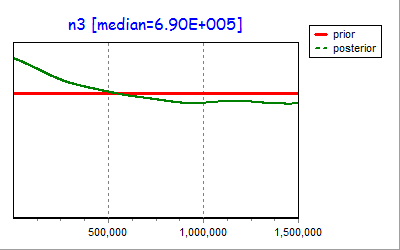 n3 [median=6.90E+005]
prior
posterior
500,000
1,000,000
1,500,000